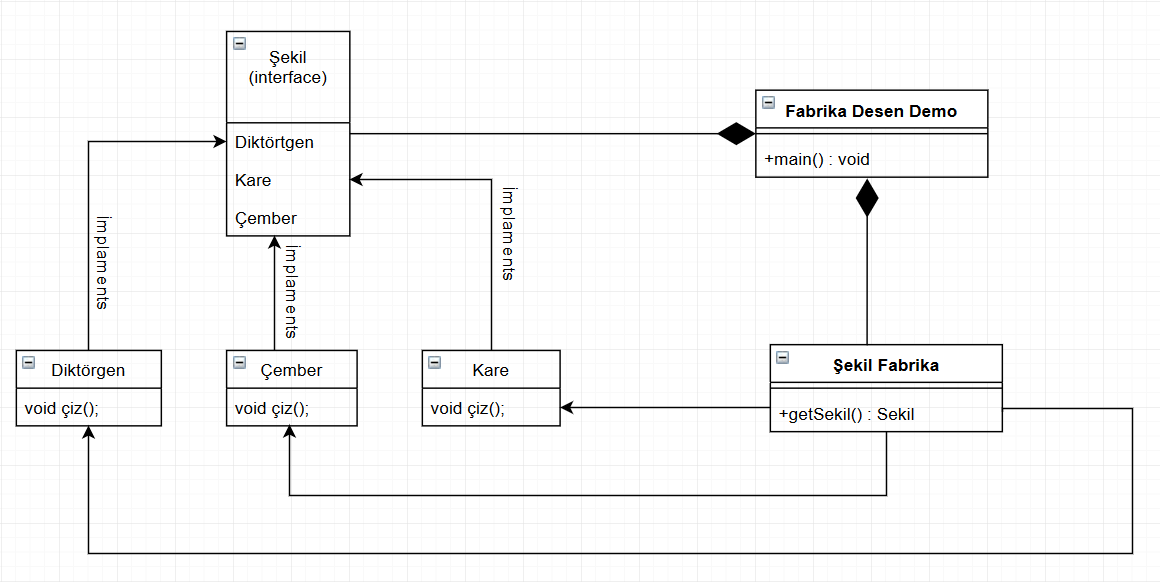 Şekil
(interface)
Diktörtgen
Kare
Çember
Fabrika Desen Demo
+main() : void
implaments
implaments
implaments
Diktörgen
void çiz();
Çember
void çiz();
Kare
void çiz();
Şekil Fabrika
+getSekil() : Sekil